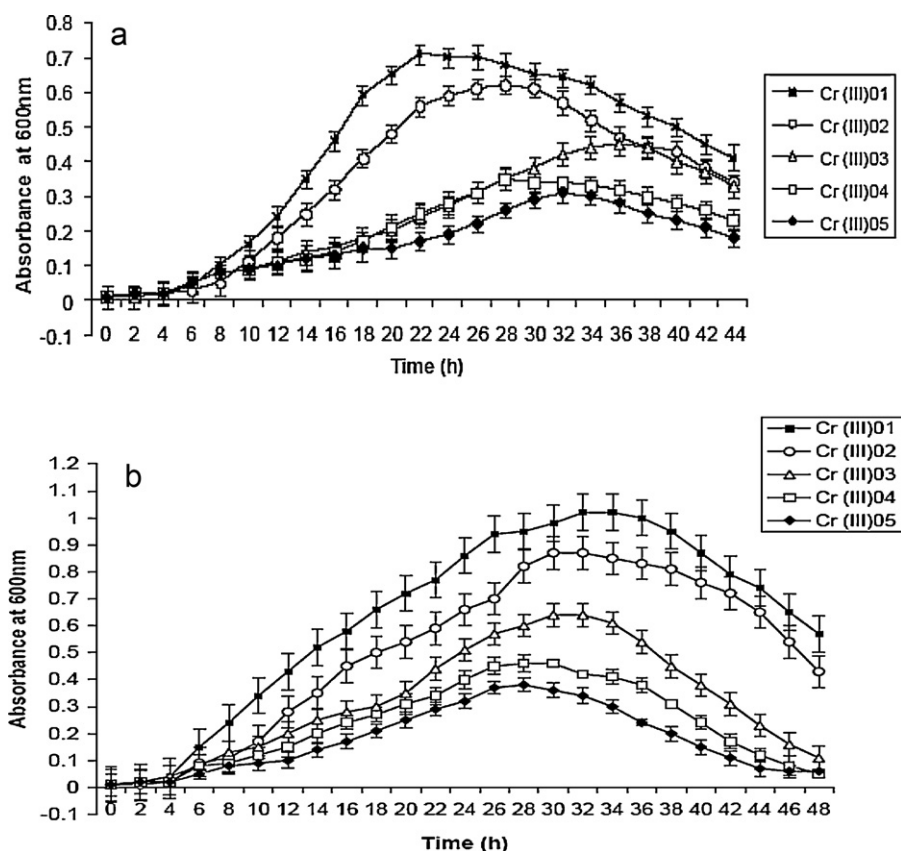 a
Absorbance at 600nm
0.8
0.7
0.6
0.5
0.4
0.3
0.2
0.1
0
-0.1
0 2 4 6 8 10 12 14 16 18 20 22 24 26 28 30 32 34 36 38 40 42 44
Time (h)
Cr (III)01
Cr (III)02
Cr (III)03
Cr (III)04
Cr (III)05
b
Absorbance at 600nm
1.2
1.1
1
0.9
0.8
0.7
0.6
0.5
0.4
0.3
0.2
0.1
0
-0.1
0 2 4 6 8 10 12 14 16 18 20 22 24 26 28 30 32 34 36 38 40 42 44 46 48
Time (h)
Cr (III)01
Cr (III)02
Cr (III)03
Cr (III)04
Cr (III)05